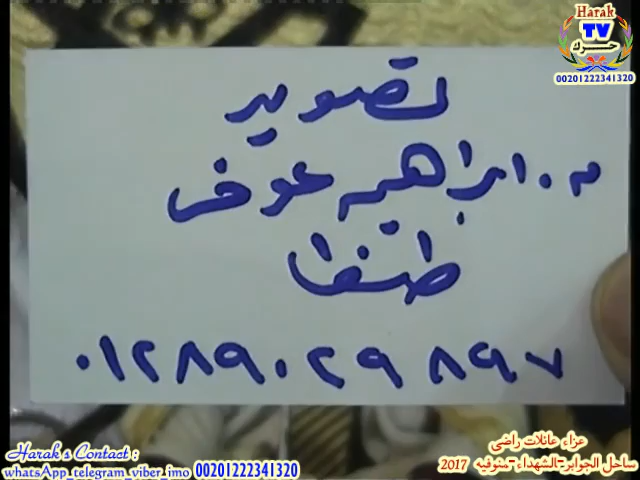 Harak
TV
حرك
00201222341320
تصوير
م. ابراهيم عوف
طنطا
٠١٢٨٩٠٢٩٨٩٧
عزاء عائلات راضى
ساحل الجوابر-الشهداء-منوفيه 2017
Harak s Contact :
whatsApp_telegram_viber_imo 00201222341320